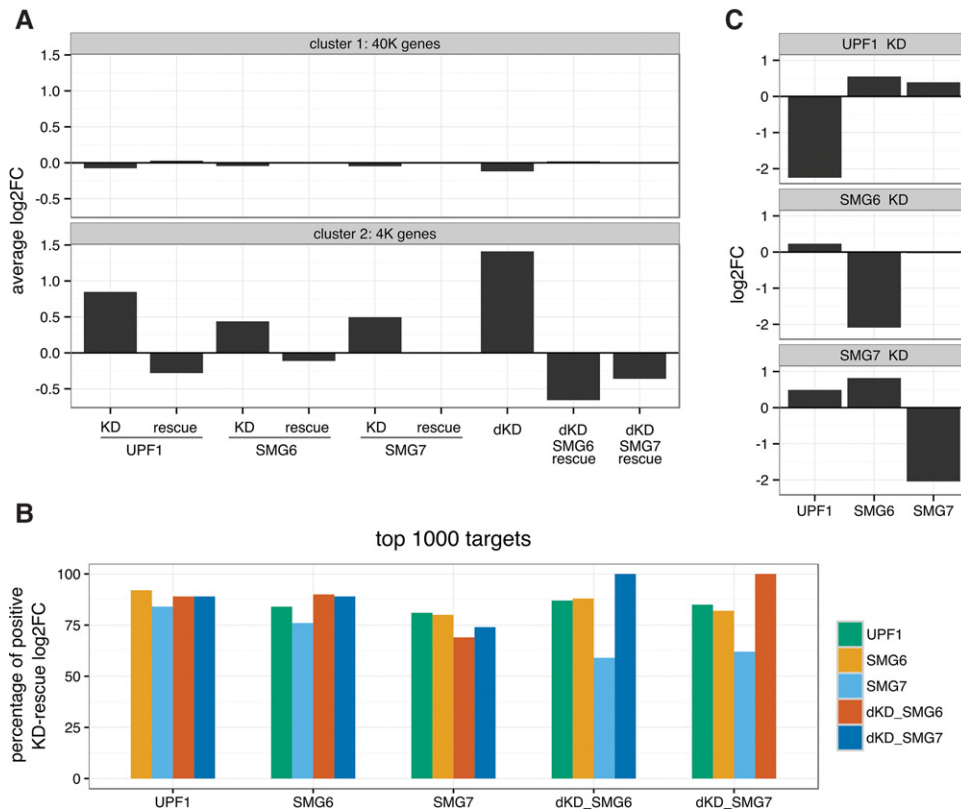 A
cluster 1: 40K genes
1.5
1.0
0.5
0.0
-0.5
average log2FC
cluster 2: 4K genes
1.5
1.0
0.5
0.0
-0.5
KD rescue KD rescue KD rescue dKD dKD dKD
UPF1 SMG6 SMG7 SMG6 SMG7
rescue rescue
C
UPF1 KD
1
0
-1
-2
SMG6 KD
1
0
-1
-2
log2FC
SMG7 KD
1
0
-1
-2
UPF1 SMG6 SMG7
B
top 1000 targets
percentage of positive
KD-rescue log2FC
100
75
50
25
0
UPF1 SMG6 SMG7 dKD_SMG6 dKD_SMG7
UPF1
SMG6
SMG7
dKD_SMG6
dKD_SMG7